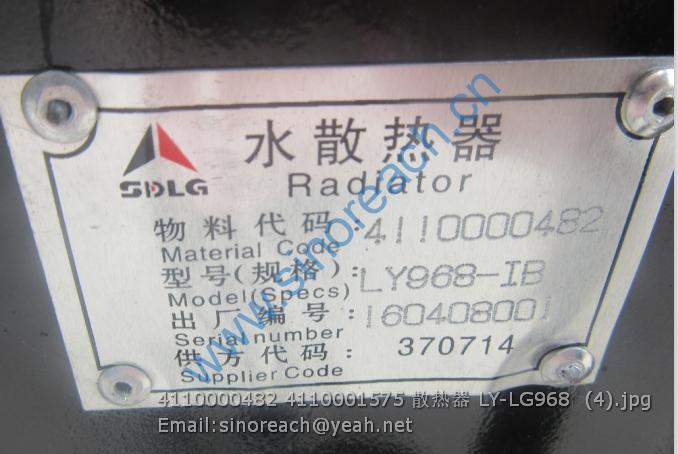 水散热器
SDLG
Radiator
物料代码: 4110000482
Material Code
型号(规格): LY968-IB
Model(Specs)
出厂编号: 160408001
Serial number
供方代码: 370714
Supplier Code
www.sinoreach.cn
4110000482 4110001575 散热器 LY-LG968 (4).jpg
Email:sinoreach@yeah.net